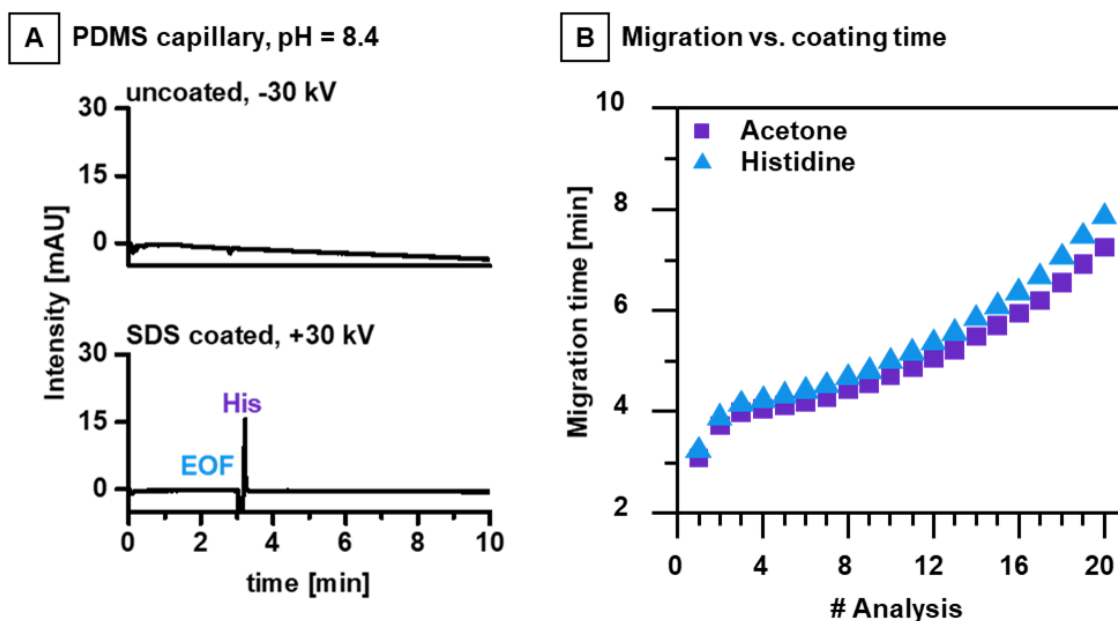 A PDMS capillary, pH = 8.4
uncoated, -30 kV
30
15
0
Intensity [mAU]
SDS coated, +30 kV
30
15
0
His
EOF
0 2 4 6 8 10
time [min]
B Migration vs. coating time
10
8
6
4
2
Migration time [min]
Acetone
Histidine
0 4 8 12 16 20
# Analysis